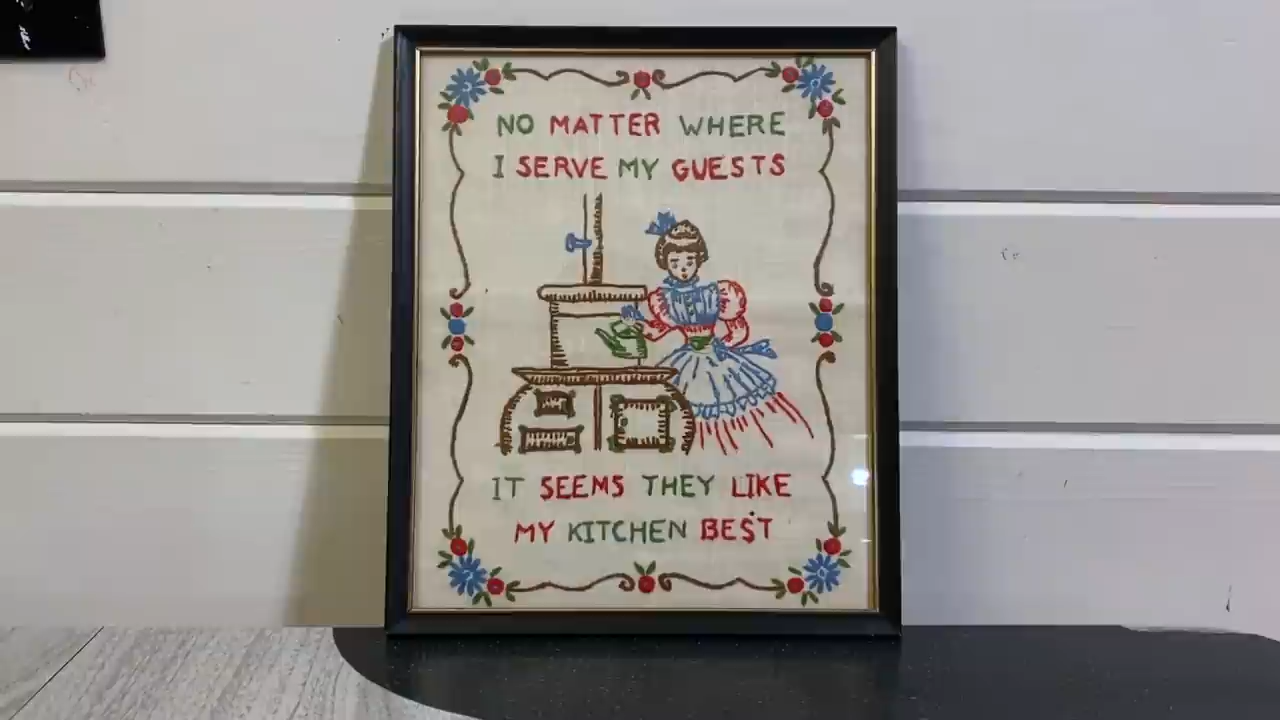 NO MATTER WHERE
I SERVE MY GUESTS
IT SEEMS THEY LIKE
MY KITCHEN BEST